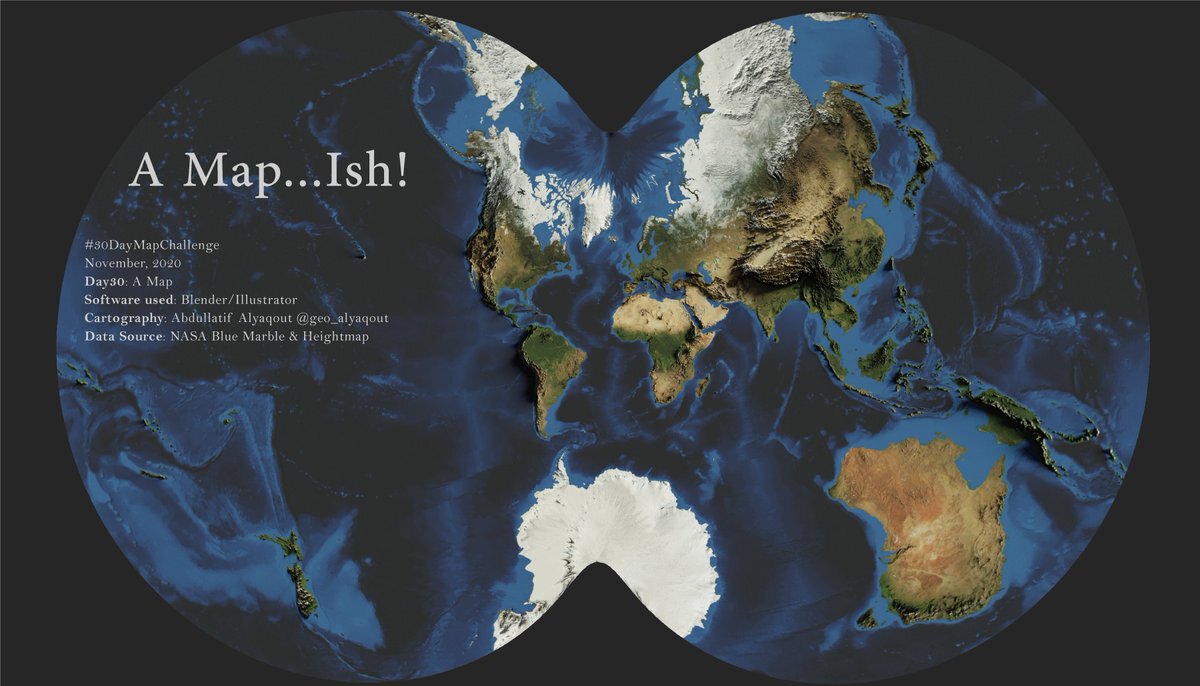 A Map...Ish!
#30DayMapChallenge
November, 2020
Day30: A Map
Software used: Blender/Illustrator
Cartography: Abdullatif Alyaqout @geo_alyaqout
Data Source: NASA Blue Marble & Heightmap